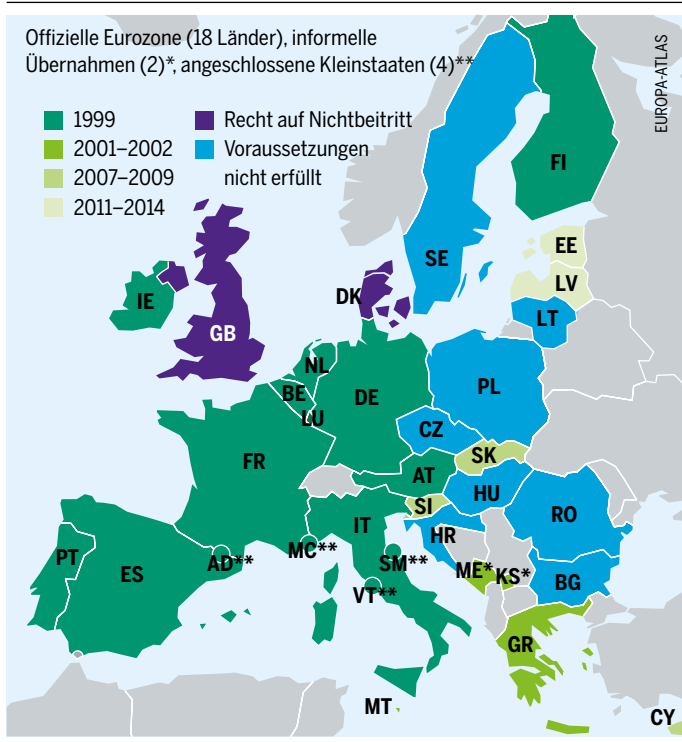 Offizielle Eurozone (18 Länder), informelle
Übernahmen (2)*, angeschlossene Kleinstaaten (4)**
EUROPA-ATLAS
1999
2001–2002
2007–2009
2011–2014
Recht auf Nichtbeitritt
Voraussetzungen
nicht erfüllt
FI
SE
EE
LV
LT
IE
GB
DK
NL
BE
LU
DE
PL
CZ
SK
FR
AT
HU
SI
RO
IT
HR
PT
ES
AD**
MC**
SM**
VT**
ME*
KS*
BG
GR
MT
CY